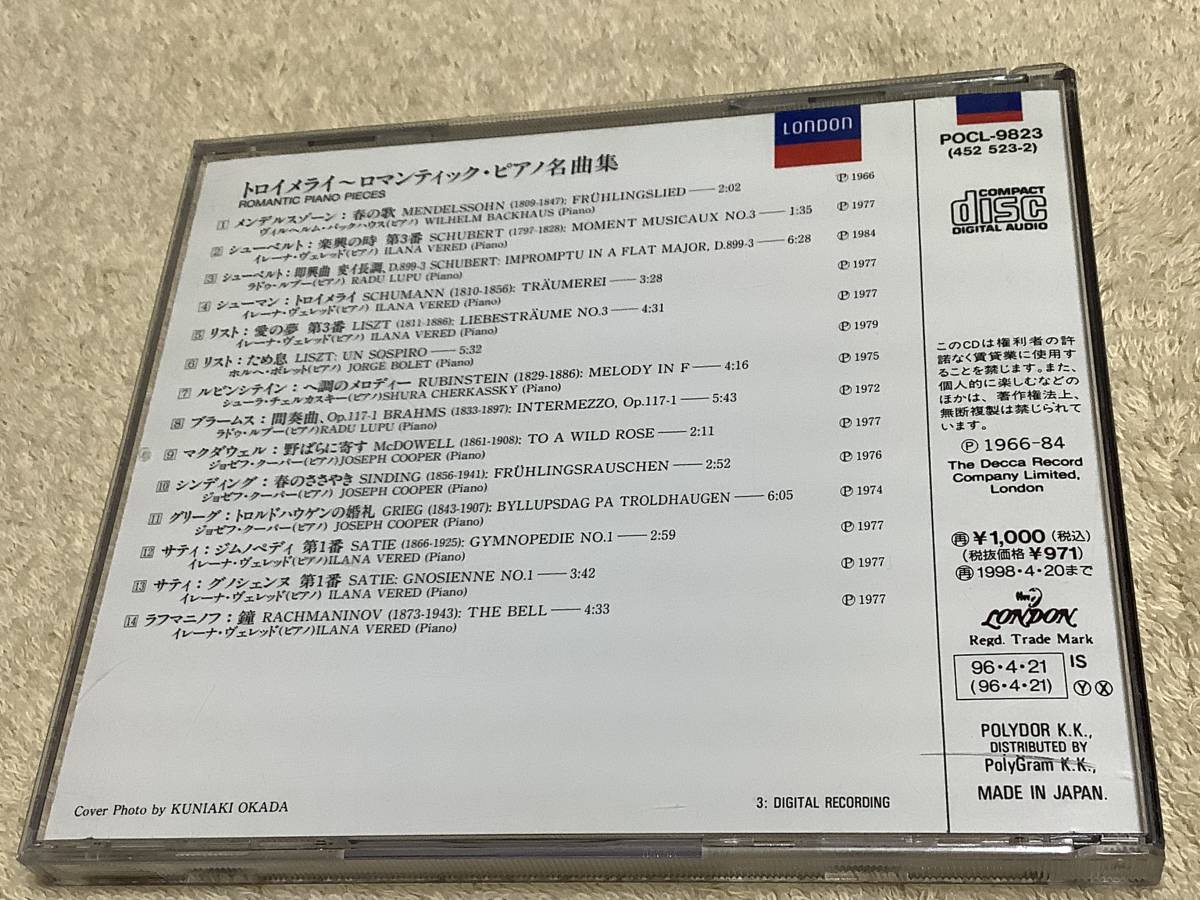 LONDON
トロイメライ〜ロマンティック・ピアノ名曲集
ROMANTIC PIANO PIECES
1 メンデルスゾーン：春の歌 MENDELSSOHN (1809-1847): FRÜHLINGSLIED — 2:02 Ⓟ 1966
ヴィルヘルム・バックハウス(ピアノ) WILHELM BACKHAUS (Piano)
2 シューベルト：楽興の時 第3番 SCHUBERT (1797-1828): MOMENT MUSICAUX NO.3 — 1:35 Ⓟ 1977
イレーナ・ヴェレッド(ピアノ) ILANA VERED (Piano)
3 シューベルト：即興曲 変イ長調、D.899-3 SCHUBERT: IMPROMPTU IN A FLAT MAJOR, D.899-3 — 6:28 Ⓟ 1984
ラドゥ・ルプー(ピアノ) RADU LUPU (Piano)
4 シューマン：トロイメライ SCHUMANN (1810-1856): TRÄUMEREI — 3:28 Ⓟ 1977
イレーナ・ヴェレッド(ピアノ) ILANA VERED (Piano)
5 リスト：愛の夢 第3番 LISZT (1811-1886): LIEBESTRÄUME NO.3 — 4:31 Ⓟ 1977
イレーナ・ヴェレッド(ピアノ) ILANA VERED (Piano)
6 リスト：ため息 LISZT: UN SOSPIRO — 5:32 Ⓟ 1979
ホルヘ・ボレット(ピアノ) JORGE BOLET (Piano)
7 ルビンシテイン：ヘ調のメロディー RUBINSTEIN (1829-1886): MELODY IN F — 4:16 Ⓟ 1975
シューラ・チェルカスキー(ピアノ)SHURA CHERKASSKY (Piano)
8 ブラームス：間奏曲、Op.117-1 BRAHMS (1833-1897): INTERMEZZO, Op.117-1 — 5:43 Ⓟ 1972
ラドゥ・ルプー(ピアノ)RADU LUPU (Piano)
9 マクダウェル：野ばらに寄す McDOWELL (1861-1908): TO A WILD ROSE — 2:11 Ⓟ 1977
ジョゼフ・クーパー(ピアノ)JOSEPH COOPER (Piano)
10 シンディング：春のささやき SINDING (1856-1941): FRÜHLINGSRAUSCHEN — 2:52 Ⓟ 1976
ジョゼフ・クーパー(ピアノ) JOSEPH COOPER (Piano)
11 グリーグ：トロルドハウゲンの婚礼 GRIEG (1843-1907): BYLLUPSDAG PA TROLDHAUGEN — 6:05 Ⓟ 1974
ジョゼフ・クーパー(ピアノ) JOSEPH COOPER (Piano)
12 サティ：ジムノペディ 第1番 SATIE (1866-1925): GYMNOPEDIE NO.1 — 2:59 Ⓟ 1977
イレーナ・ヴェレッド(ピアノ)ILANA VERED (Piano)
13 サティ：グノシェンヌ 第1番 SATIE: GNOSIENNE NO.1 — 3:42 Ⓟ 1977
イレーナ・ヴェレッド(ピアノ)ILANA VERED (Piano)
14 ラフマニノフ：鐘 RACHMANINOV (1873-1943): THE BELL — 4:33 Ⓟ 1977
イレーナ・ヴェレッド(ピアノ)ILANA VERED (Piano)
Cover Photo by KUNIAKI OKADA
3: DIGITAL RECORDING
POCL-9823
(452 523-2)
COMPACT
disc
DIGITAL AUDIO
このCDは権利者の許
諾なく賃貸業に使用す
ることを禁じます。また、
個人的に楽しむなどの
ほかは、著作権法上、
無断複製は禁じられて
います。
Ⓟ 1966-84
The Decca Record
Company Limited,
London
再 ¥1,000 (税込)
(税抜価格 ¥971)
再 1998・4・20まで
LONDON
Regd. Trade Mark
96・4・21 IS
(96・4・21) Ⓨ Ⓧ
POLYDOR K.K.,
DISTRIBUTED BY
PolyGram K.K.,
MADE IN JAPAN.